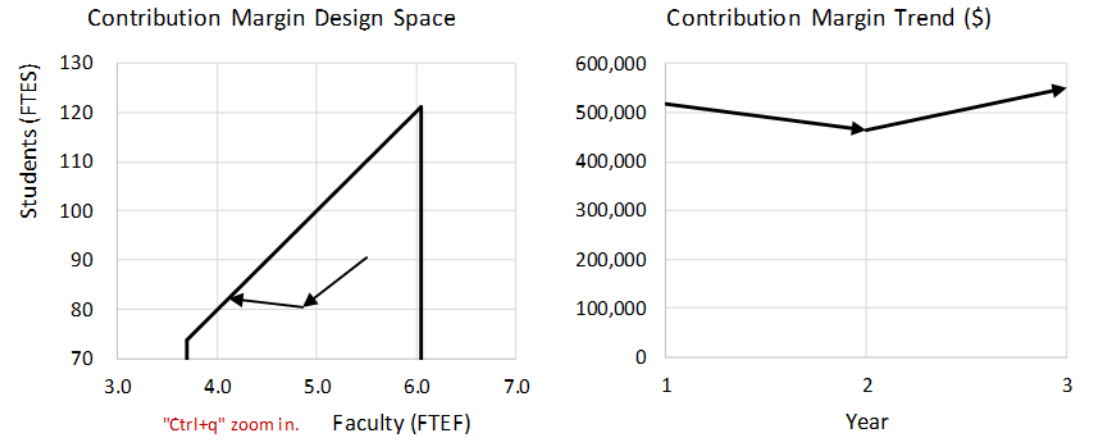 Contribution Margin Design Space
Students (FTES)
130
120
110
100
90
80
70
3.0 4.0 5.0 6.0 7.0
"Ctrl+q" zoom in. Faculty (FTEF)
Contribution Margin Trend ($)
600,000
500,000
400,000
300,000
200,000
100,000
0
1 2 3
Year